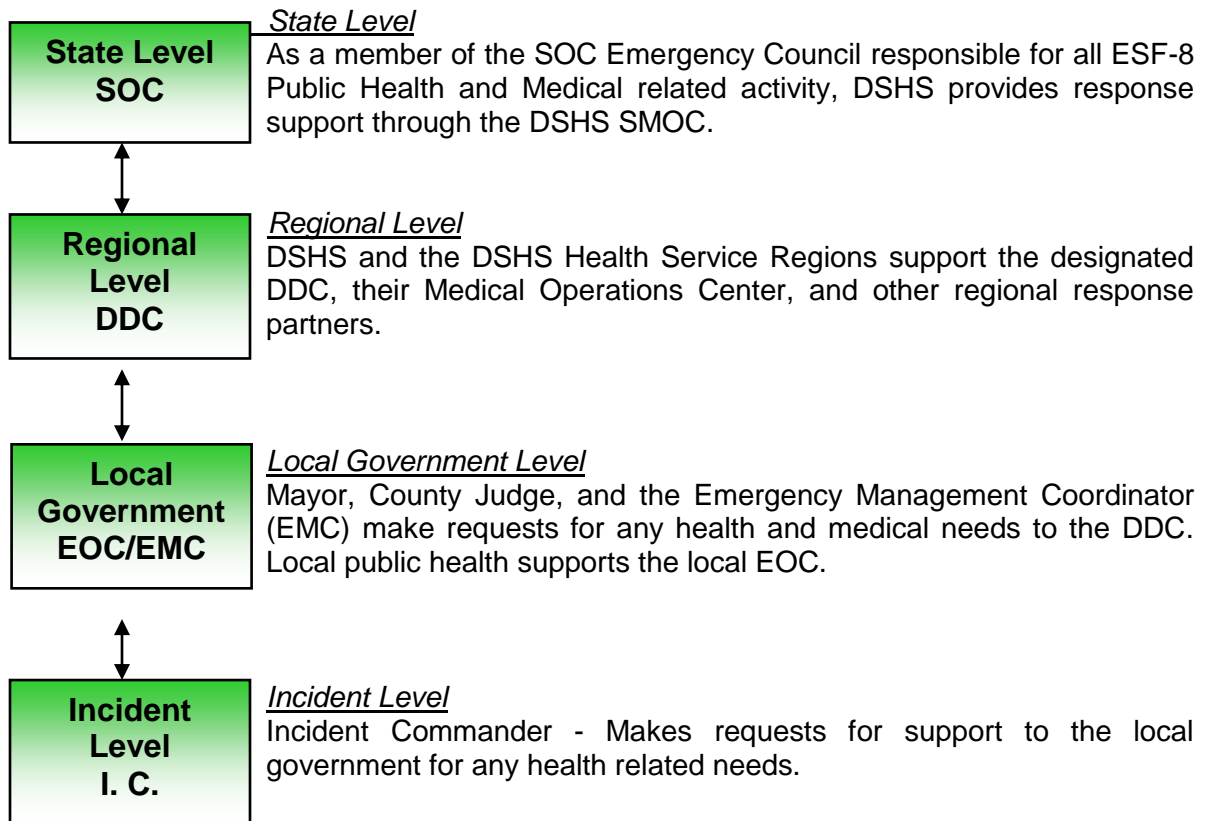 State Level
SOC
State Level
As a member of the SOC Emergency Council responsible for all ESF-8
Public Health and Medical related activity, DSHS provides response
support through the DSHS SMOC.
Regional
Level
DDC
Regional Level
DSHS and the DSHS Health Service Regions support the designated
DDC, their Medical Operations Center, and other regional response
partners.
Local
Government
EOC/EMC
Local Government Level
Mayor, County Judge, and the Emergency Management Coordinator
(EMC) make requests for any health and medical needs to the DDC.
Local public health supports the local EOC.
Incident
Level
I. C.
Incident Level
Incident Commander - Makes requests for support to the local
government for any health related needs.